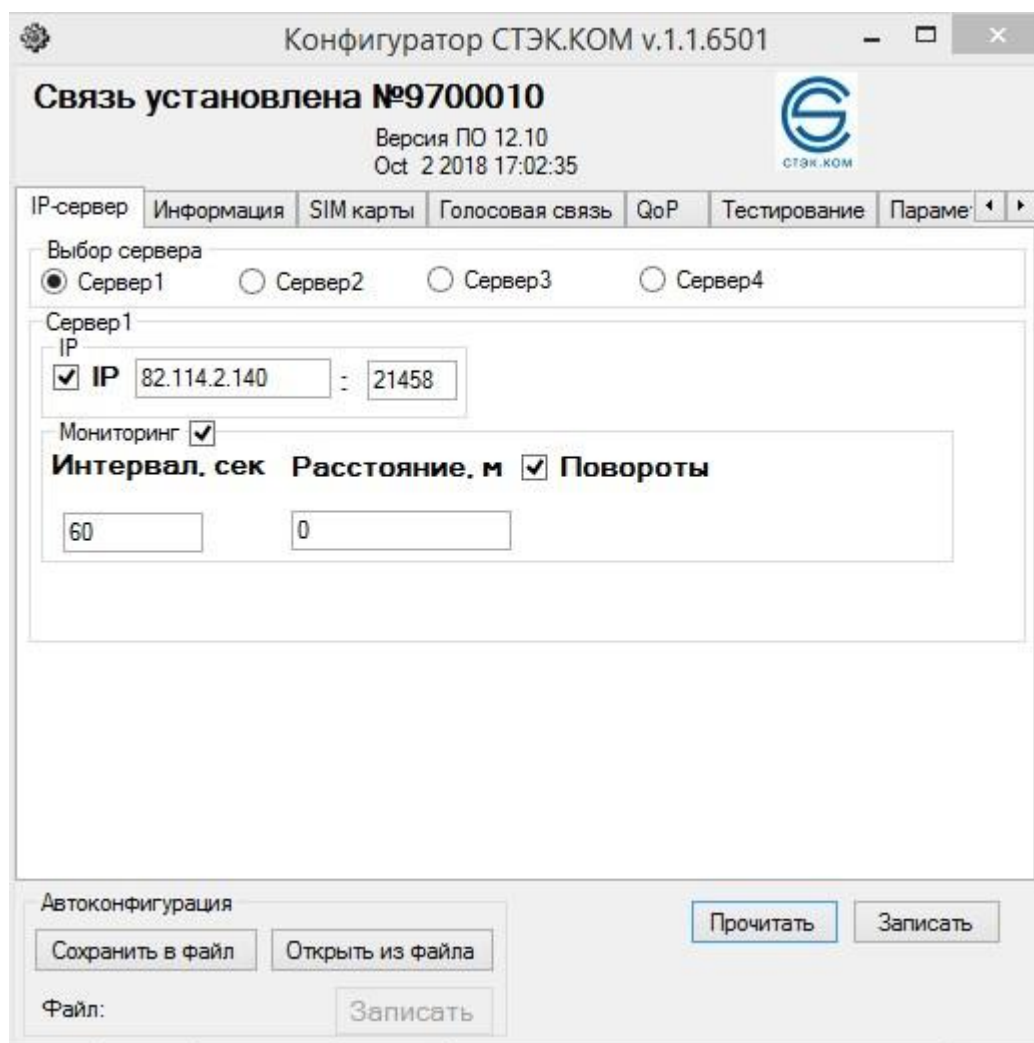 Конфигуратор СТЭК.КОМ v.1.1.6501
Связь установлена №9700010
Версия ПО 12.10
Oct 2 2018 17:02:35
СТЭК.КОМ
IP-сервер Информация SIM карты Голосовая связь QoP Тестирование Параме
Выбор сервера
Сервер1 Сервер2 Сервер3 Сервер4
Сервер1
IP
IP 82.114.2.140 : 21458
Мониторинг
Интервал, сек Расстояние, м Повороты
60 0
Автоконфигурация
Прочитать Записать
Сохранить в файл Открыть из файла
Файл: Записать